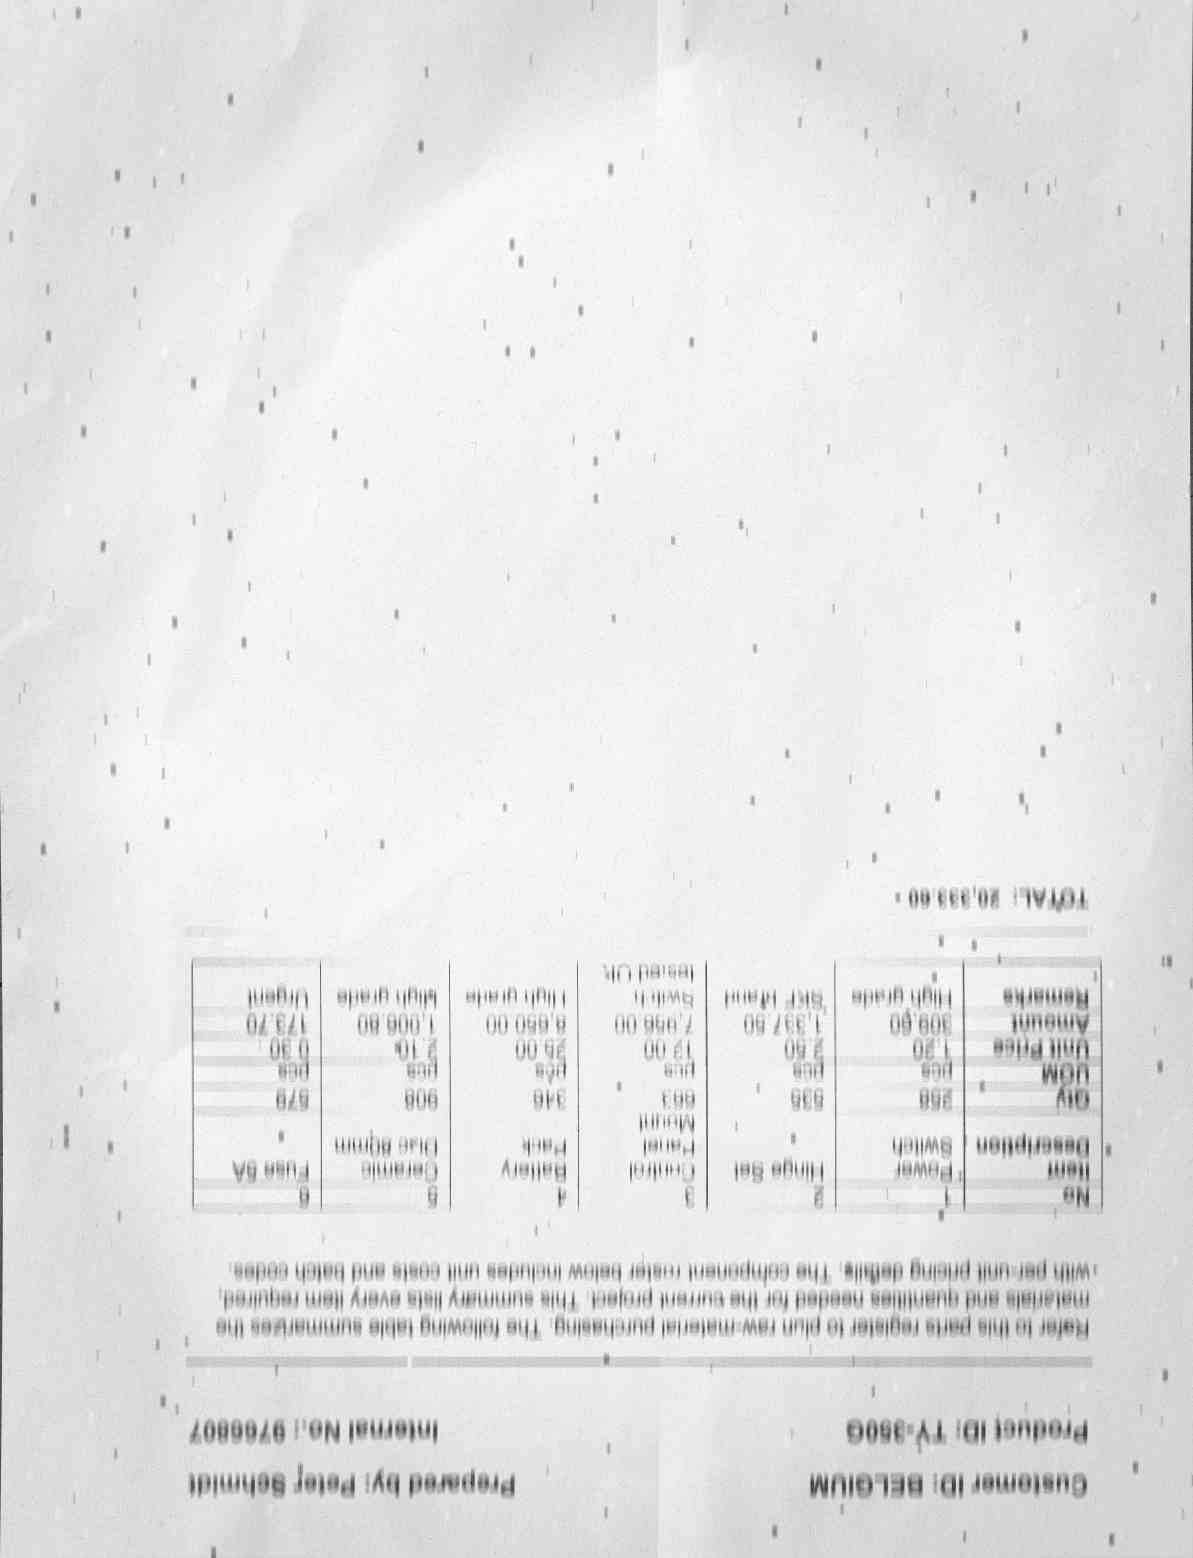 Customer ID: BELGIUM Prepared by: Peter Schmidt
Product ID: TY-350G Internal No.: 9766807
Refer to this parts register to plan raw-material purchasing. The following table summarizes the
materials and quantities needed for the current project. This summary lists every item required,
with per-unit pricing details. The component roster below includes unit costs and batch codes.
No 1 2 3 4 5 6
Item Power Hinge Set Control Battery Ceramic Fuse 5A
Description Switch Panel Pack Disc 50mm
Mount
Qty 258 535 663 346 908 579
UOM pcs pcs pcs pcs pcs pcs
Unit Price 1.20 2.50 12.00 25.00 2.10 0.30
Amount 309.60 1,337.50 7,956.00 8,650.00 1,906.80 173.70
Remarks High grade SKF Switch High grade High grade Urgent
tested OK
TOTAL: 20,333.60